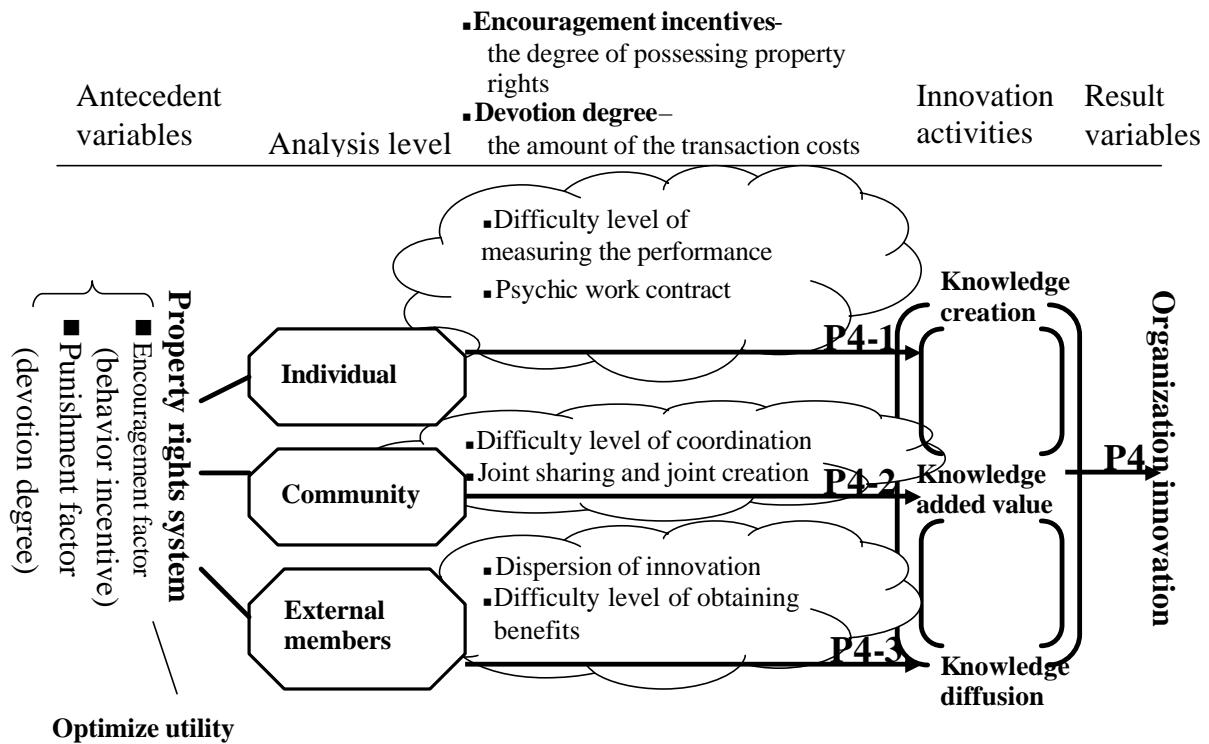 ■Encouragement incentives-
the degree of possessing property
rights
■Devotion degree–
the amount of the transaction costs
Antecedent
variables
Analysis level
Innovation
activities
Result
variables
■Difficulty level of
measuring the performance
■Psychic work contract
Property rights system
■ Encouragement factor
(behavior incentive)
■ Punishment factor
(devotion degree)
Individual
P4-1
Knowledge
creation
■Difficulty level of coordination
■Joint sharing and joint creation
Community
P4-2
Knowledge
added value
P4
Organization innovation
■Dispersion of innovation
■Difficulty level of obtaining
benefits
External
members
P4-3
Knowledge
diffusion
Optimize utility